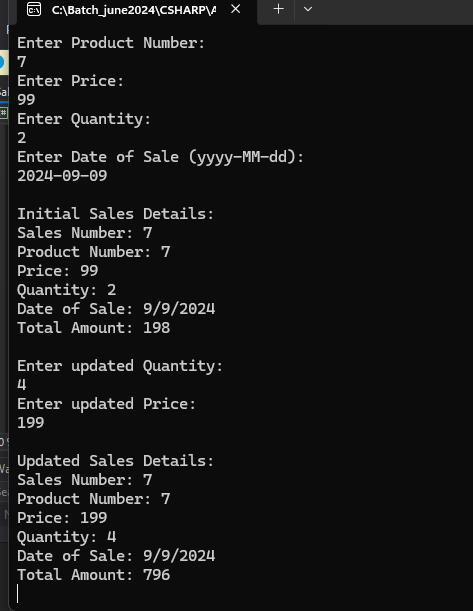 C:\Batch_june2024\CSHARP\A
Enter Product Number:
7
Enter Price:
99
Enter Quantity:
2
Enter Date of Sale (yyyy-MM-dd):
2024-09-09
Initial Sales Details:
Sales Number: 7
Product Number: 7
Price: 99
Quantity: 2
Date of Sale: 9/9/2024
Total Amount: 198
Enter updated Quantity:
4
Enter updated Price:
199
Updated Sales Details:
Sales Number: 7
Product Number: 7
Price: 199
Quantity: 4
Date of Sale: 9/9/2024
Total Amount: 796